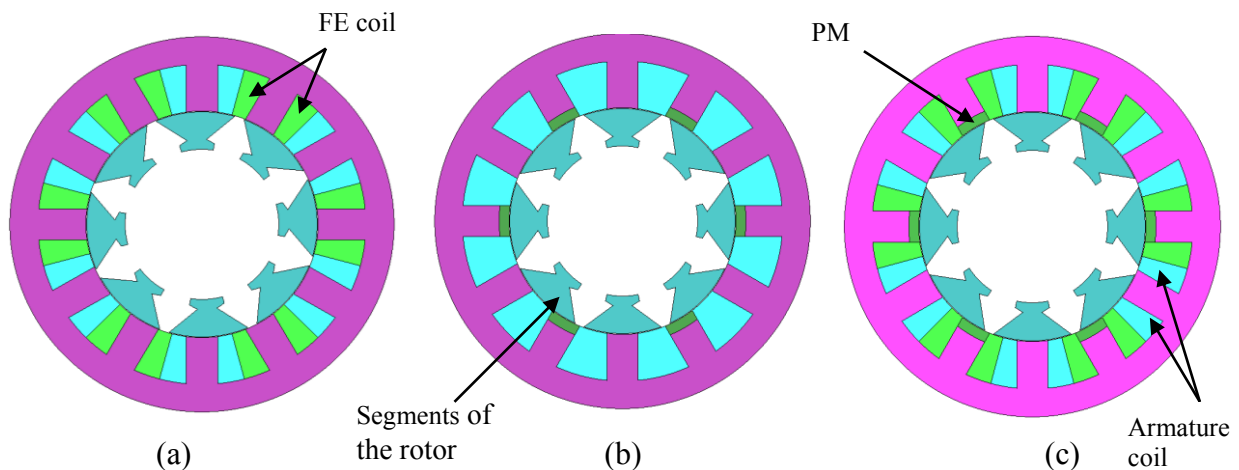 FE coil
PM
Segments of
the rotor
Armature
coil
(a)
(b)
(c)